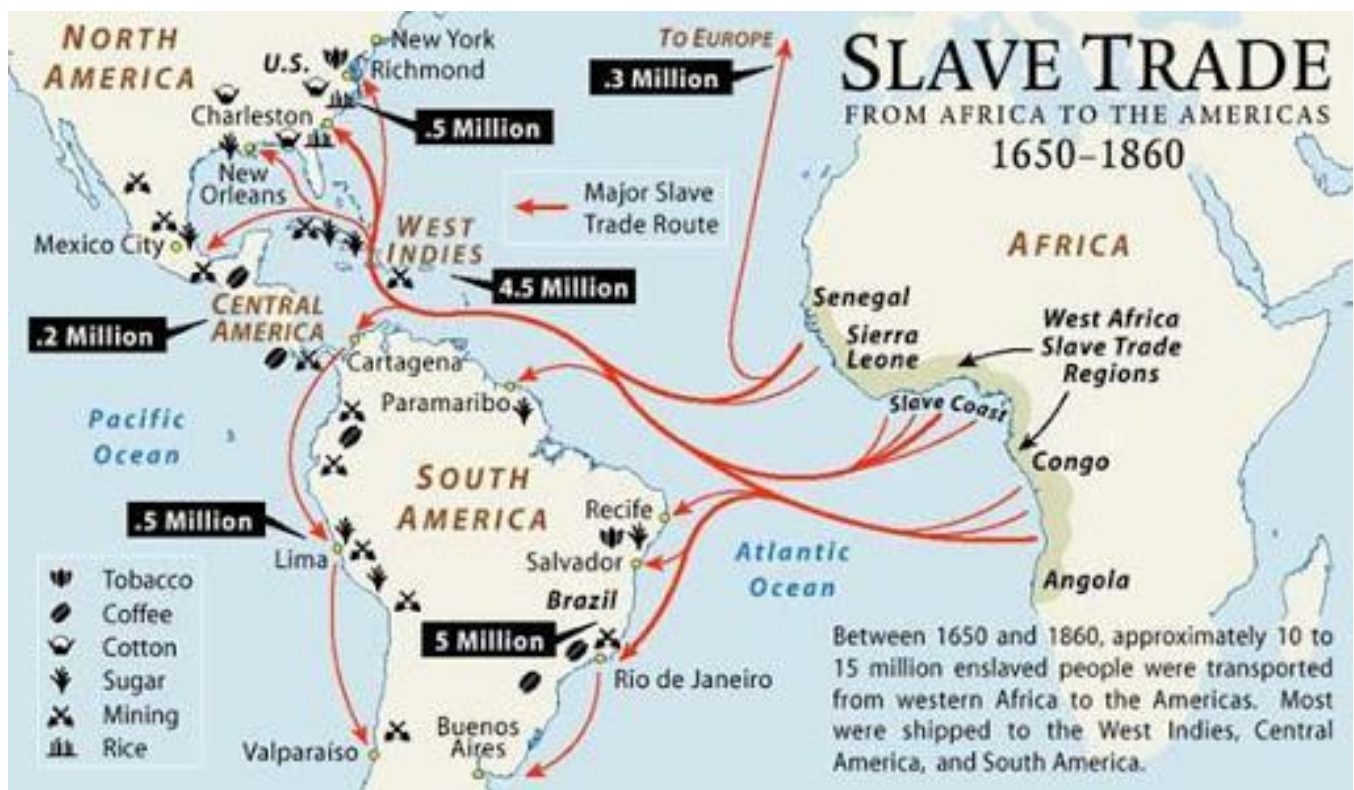 SLAVE TRADE
FROM AFRICA TO THE AMERICAS
1650–1860
NORTH
AMERICA
U.S.
New York
Richmond
Charleston
.5 Million
New
Orleans
Mexico City
WEST
INDIES
4.5 Million
CENTRAL
AMERICA
.2 Million
TO EUROPE
.3 Million
Major Slave
Trade Route
AFRICA
Senegal
Sierra
Leone
West Africa
Slave Trade
Regions
Slave Coast
Congo
Angola
Cartagena
Paramaribo
Pacific
Ocean
SOUTH
AMERICA
.5 Million
Lima
Recife
Salvador
Brazil
5 Million
Rio de Janeiro
Atlantic
Ocean
Buenos
Aires
Valparaíso
Tobacco
Coffee
Cotton
Sugar
Mining
Rice
Between 1650 and 1860, approximately 10 to
15 million enslaved people were transported
from western Africa to the Americas. Most
were shipped to the West Indies, Central
America, and South America.